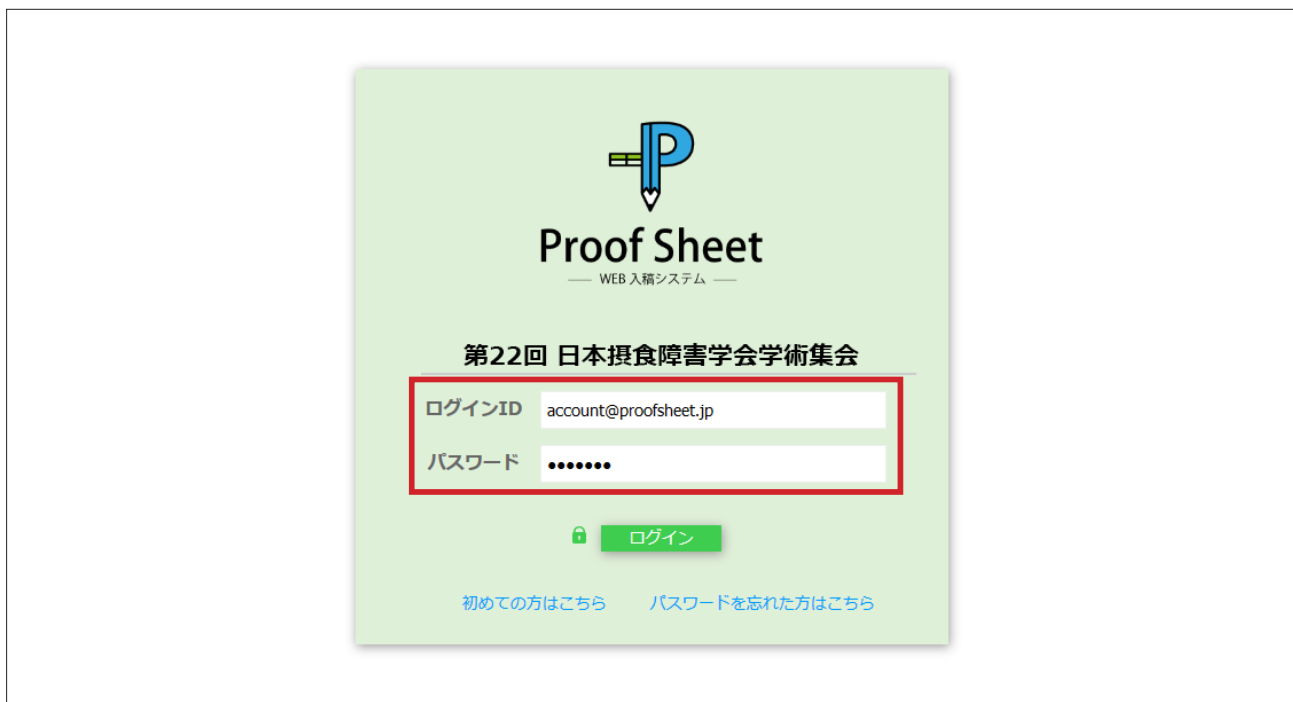 Proof Sheet
WEB 入稿システム
第22回 日本摂食障害学会学術集会
ログインID account@proofsheet.jp
パスワード •••••••
ログイン
初めての方はこちら パスワードを忘れた方はこちら